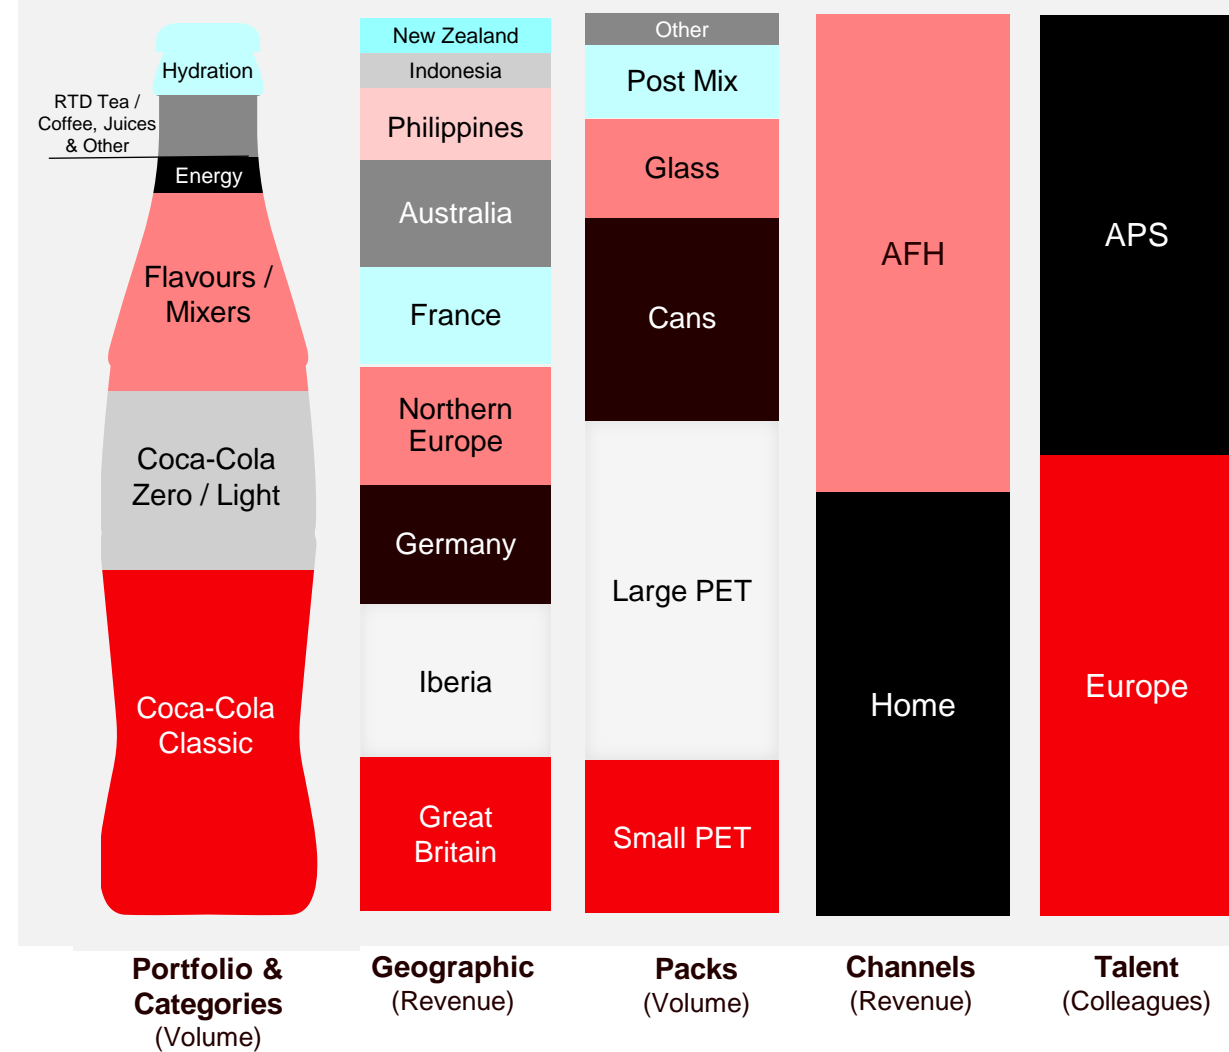 Hydration
RTD Tea /
Coffee, Juices
& Other
Energy
Flavours /
Mixers
Coca-Cola
Zero / Light
Coca-Cola
Classic
Portfolio &
Categories
(Volume)
New Zealand
Indonesia
Philippines
Australia
France
Northern
Europe
Germany
Iberia
Great
Britain
Geographic
(Revenue)
Other
Post Mix
Glass
Cans
Large PET
Small PET
Packs
(Volume)
AFH
Home
Channels
(Revenue)
APS
Europe
Talent
(Colleagues)